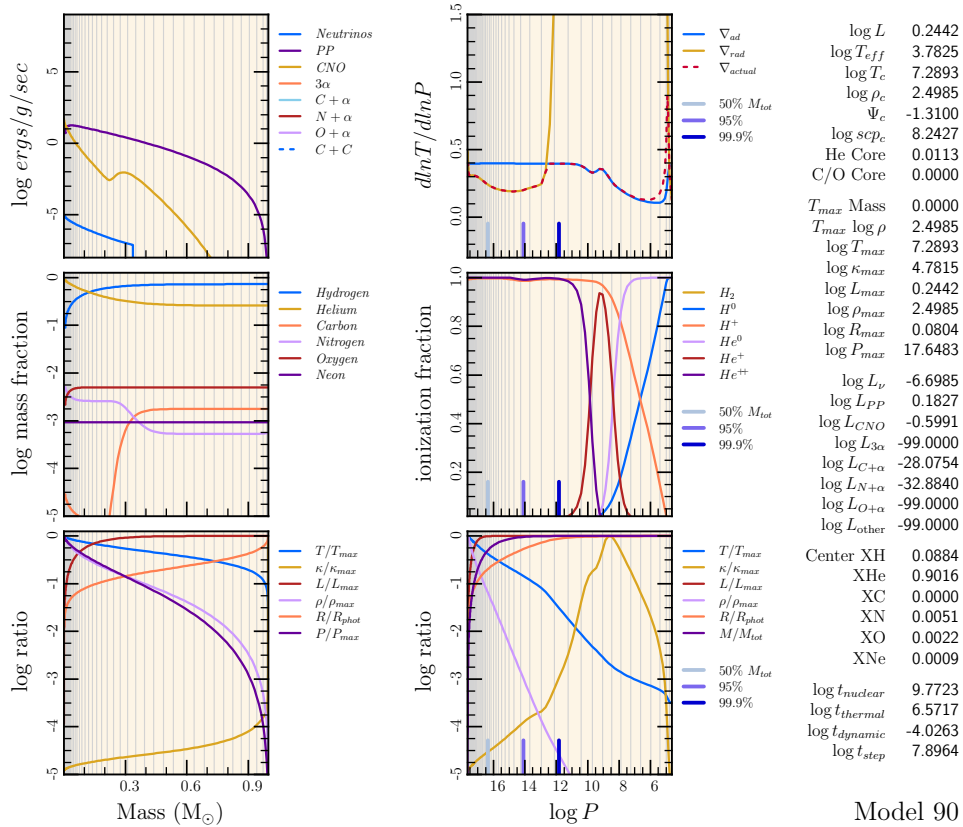 log ergs/g/sec
5
0
-5
Neutrinos
PP
CNO
3α
C + α
N + α
O + α
C + C
dlnT/dlnP
1.5
1.0
0.5
0.0
∇ad
∇rad
∇actual
50% Mtot
95%
99.9%
log mass fraction
0
-1
-2
-3
-4
-5
Hydrogen
Helium
Carbon
Nitrogen
Oxygen
Neon
ionization fraction
1.0
0.8
0.6
0.4
0.2
H2
H0
H+
He0
He+
He++
50% Mtot
95%
99.9%
log ratio
0
-1
-2
-3
-4
-5
T/Tmax
κ/κmax
L/Lmax
ρ/ρmax
R/Rphot
P/Pmax
0.3 0.6 0.9
Mass (M⊙)
log ratio
0
-1
-2
-3
-4
-5
T/Tmax
κ/κmax
L/Lmax
ρ/ρmax
R/Rphot
M/Mtot
50% Mtot
95%
99.9%
16 14 12 10 8 6
log P
log L 0.2442
log Teff 3.7825
log Tc 7.2893
log ρc 2.4985
Ψc -1.3100
log scpc 8.2427
He Core 0.0113
C/O Core 0.0000
Tmax Mass 0.0000
Tmax log ρ 2.4985
log Tmax 7.2893
log κmax 4.7815
log Lmax 0.2442
log ρmax 2.4985
log Rmax 0.0804
log Pmax 17.6483
log Lν -6.6985
log LPP 0.1827
log LCNO -0.5991
log L3α -99.0000
log LC+α -28.0754
log LN+α -32.8840
log LO+α -99.0000
log Lother -99.0000
Center XH 0.0884
XHe 0.9016
XC 0.0000
XN 0.0051
XO 0.0022
XNe 0.0009
log tnuclear 9.7723
log tthermal 6.5717
log tdynamic -4.0263
log tstep 7.8964
Model 90